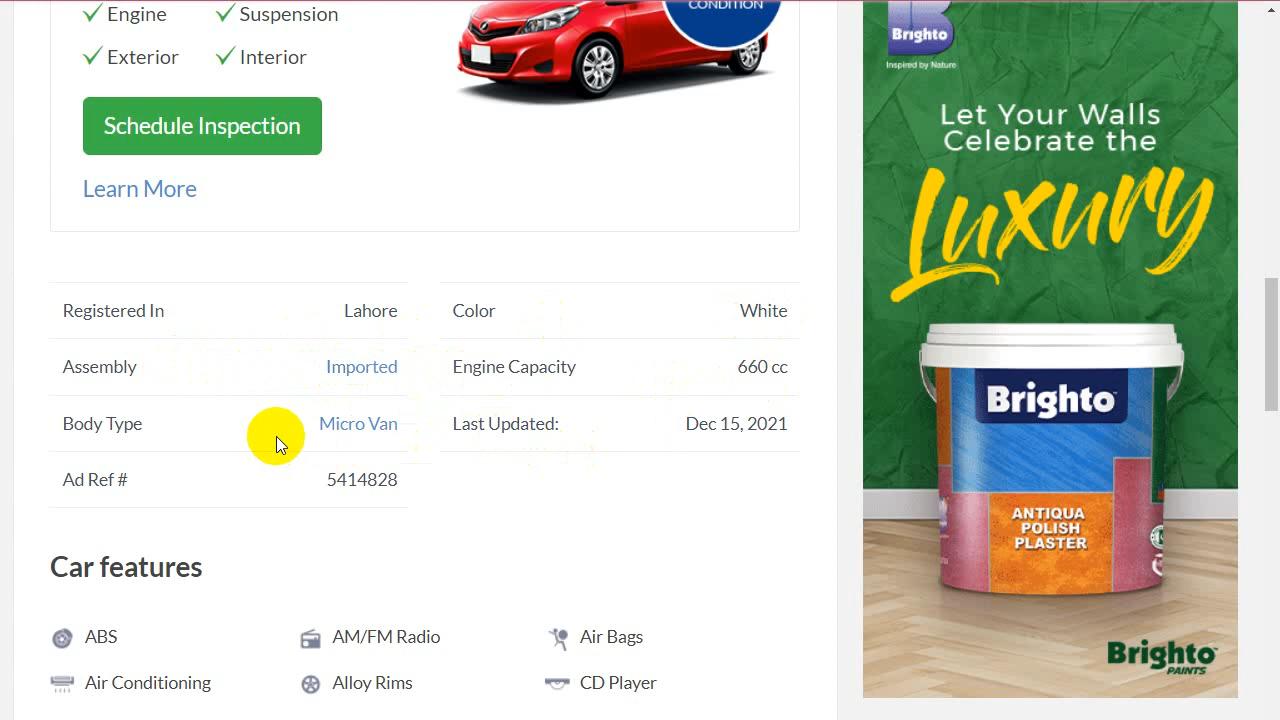 Engine
Suspension
Exterior
Interior
CONDITION
Schedule Inspection
Learn More
Registered In Lahore
Color White
Assembly Imported
Engine Capacity 660 cc
Body Type Micro Van
Last Updated: Dec 15, 2021
Ad Ref # 5414828
Car features
ABS
AM/FM Radio
Air Bags
Air Conditioning
Alloy Rims
CD Player
Brighto
Inspired by Nature
Let Your Walls
Celebrate the
Luxury
Brighto
ANTIQUA
POLISH
PLASTER
Brighto
PAINTS